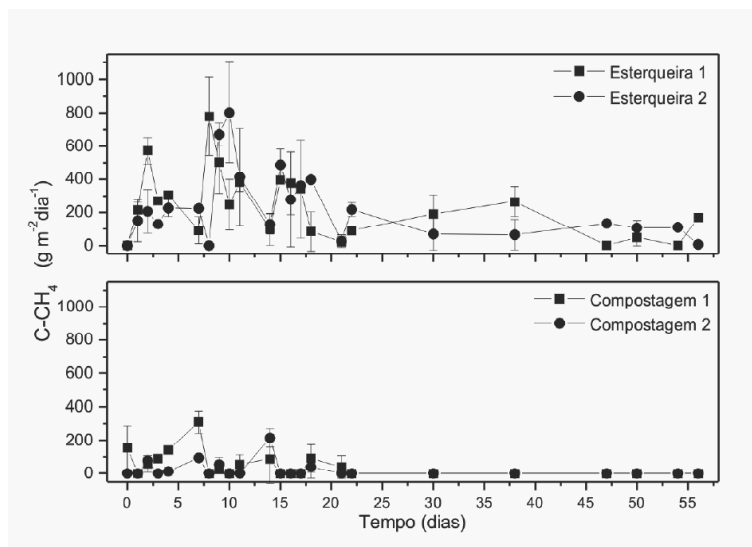 1000
800
600
400
200
0
Esterqueira 1
Esterqueira 2
C-CH4 (g m-2dia-1)
1000
800
600
400
200
0
Compostagem 1
Compostagem 2
0 5 10 15 20 25 30 35 40 45 50 55
Tempo (dias)